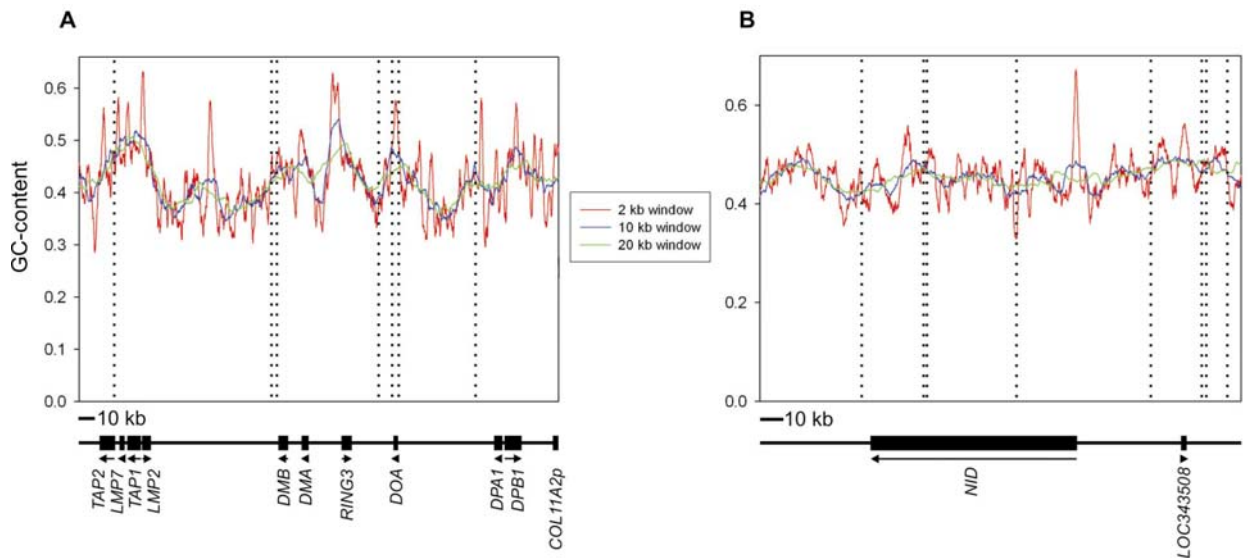 A
B
GC-content
0.6
0.5
0.4
0.3
0.2
0.1
0.0
2 kb window
10 kb window
20 kb window
0.6
0.4
0.2
0.0
10 kb
10 kb
TAP2
LMP7
TAP1
LMP2
DMB
DMA
RING3
DOA
DPA1
DPB1
COL11A2p
NID
LOC343508